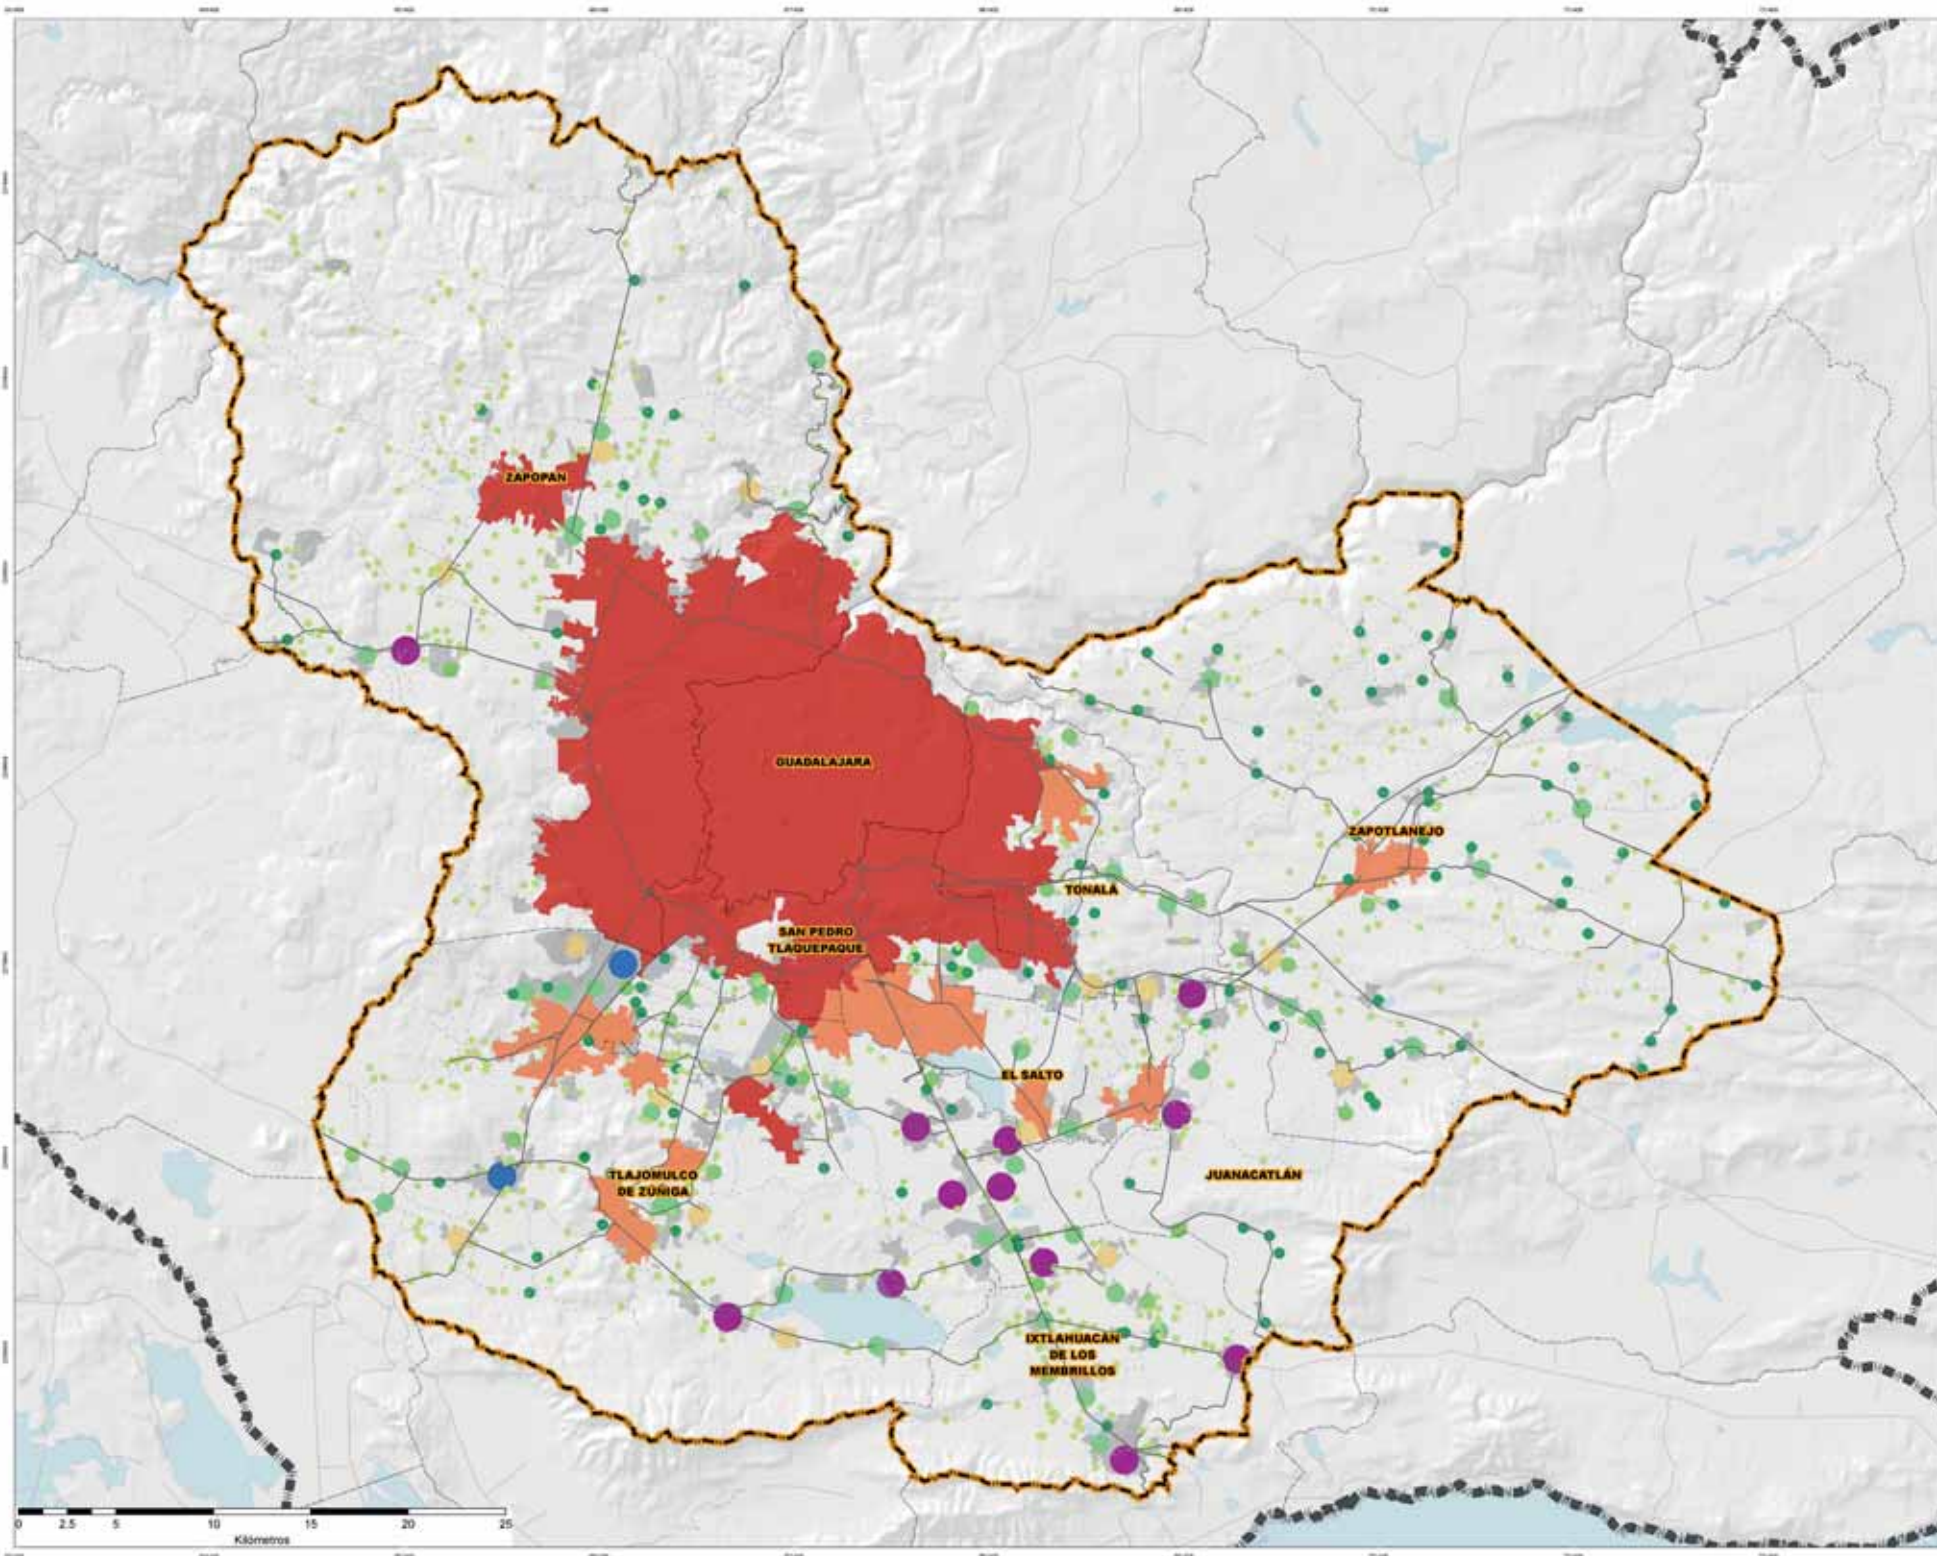 ZAPOPAN
GUADALAJARA
ZAPOTLANEJO
TONALÁ
SAN PEDRO
TLAQUEPAQUE
EL SALTO
TLAJOMULCO
DE ZÚÑIGA
JUANACATLÁN
IXTLAHUACÁN
DE LOS
MEMBRILLOS
0 2.5 5 10 15 20 25
Kilómetros